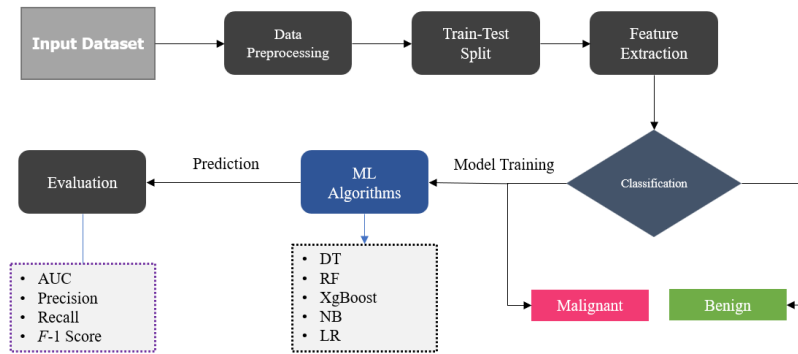 Input Dataset
Data
Preprocessing
Train-Test
Split
Feature
Extraction
Evaluation
Prediction
ML
Algorithms
Model Training
Classification
• AUC
• Precision
• Recall
• F-1 Score
• DT
• RF
• XgBoost
• NB
• LR
Malignant
Benign